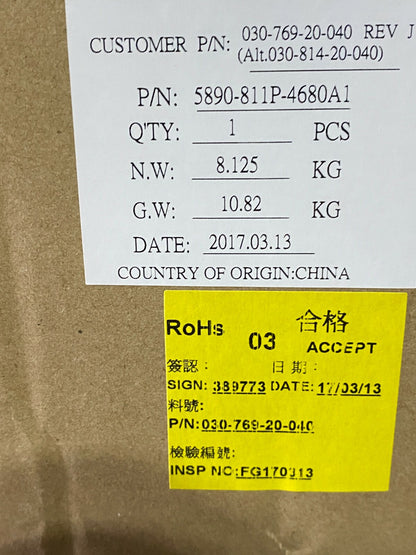 CUSTOMER P/N: 030-769-20-040 REV J
(Alt.030-814-20-040)
P/N: 5890-811P-4680A1
Q'TY: 1 PCS
N.W: 8.125 KG
G.W: 10.82 KG
DATE: 2017.03.13
COUNTRY OF ORIGIN:CHINA
RoHs 03 合格
ACCEPT
簽認: 日期:
SIGN: 389773 DATE: 17/03/13
料號:
P/N:030-769-20-040
檢驗編號:
INSP NO:FG170313